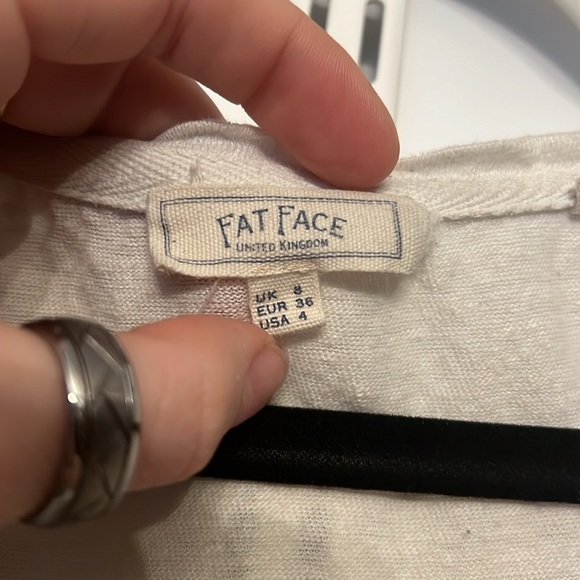 FAT FACE
UNITED KINGDOM
UK 8
EUR 36
USA 4